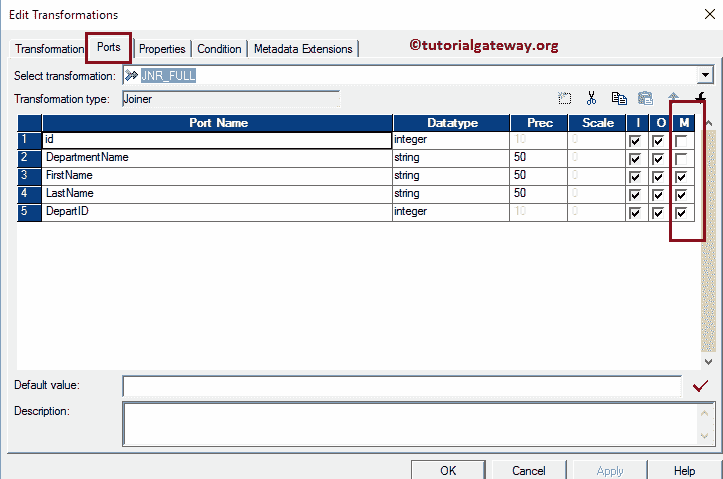 Edit Transformations
Transformation Ports Properties Condition Metadata Extensions ©tutorialgateway.org
Select transformation: JNR_FULL
Transformation type: Joiner
Port Name Datatype Prec Scale I O M
1 id integer 10 0
2 DepartmentName string 50 0
3 FirstName string 50 0
4 LastName string 50 0
5 DepartID integer 10 0
Default value:
Description:
OK Cancel Apply Help